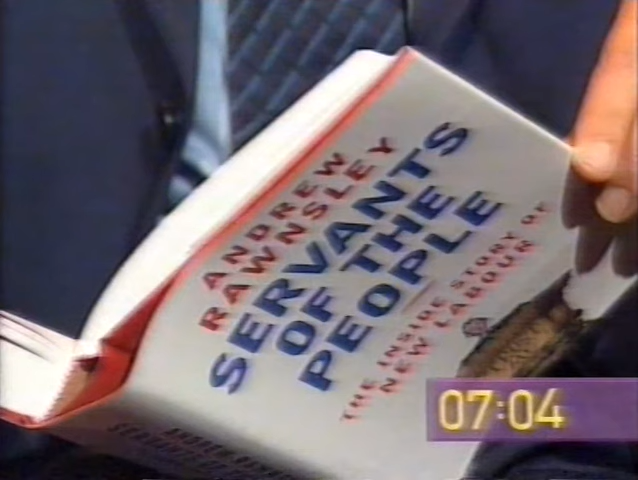 ANDREW
RAWNSLEY
SERVANTS
OF THE
PEOPLE
THE INSIDE STORY OF
NEW LABOUR
07:04